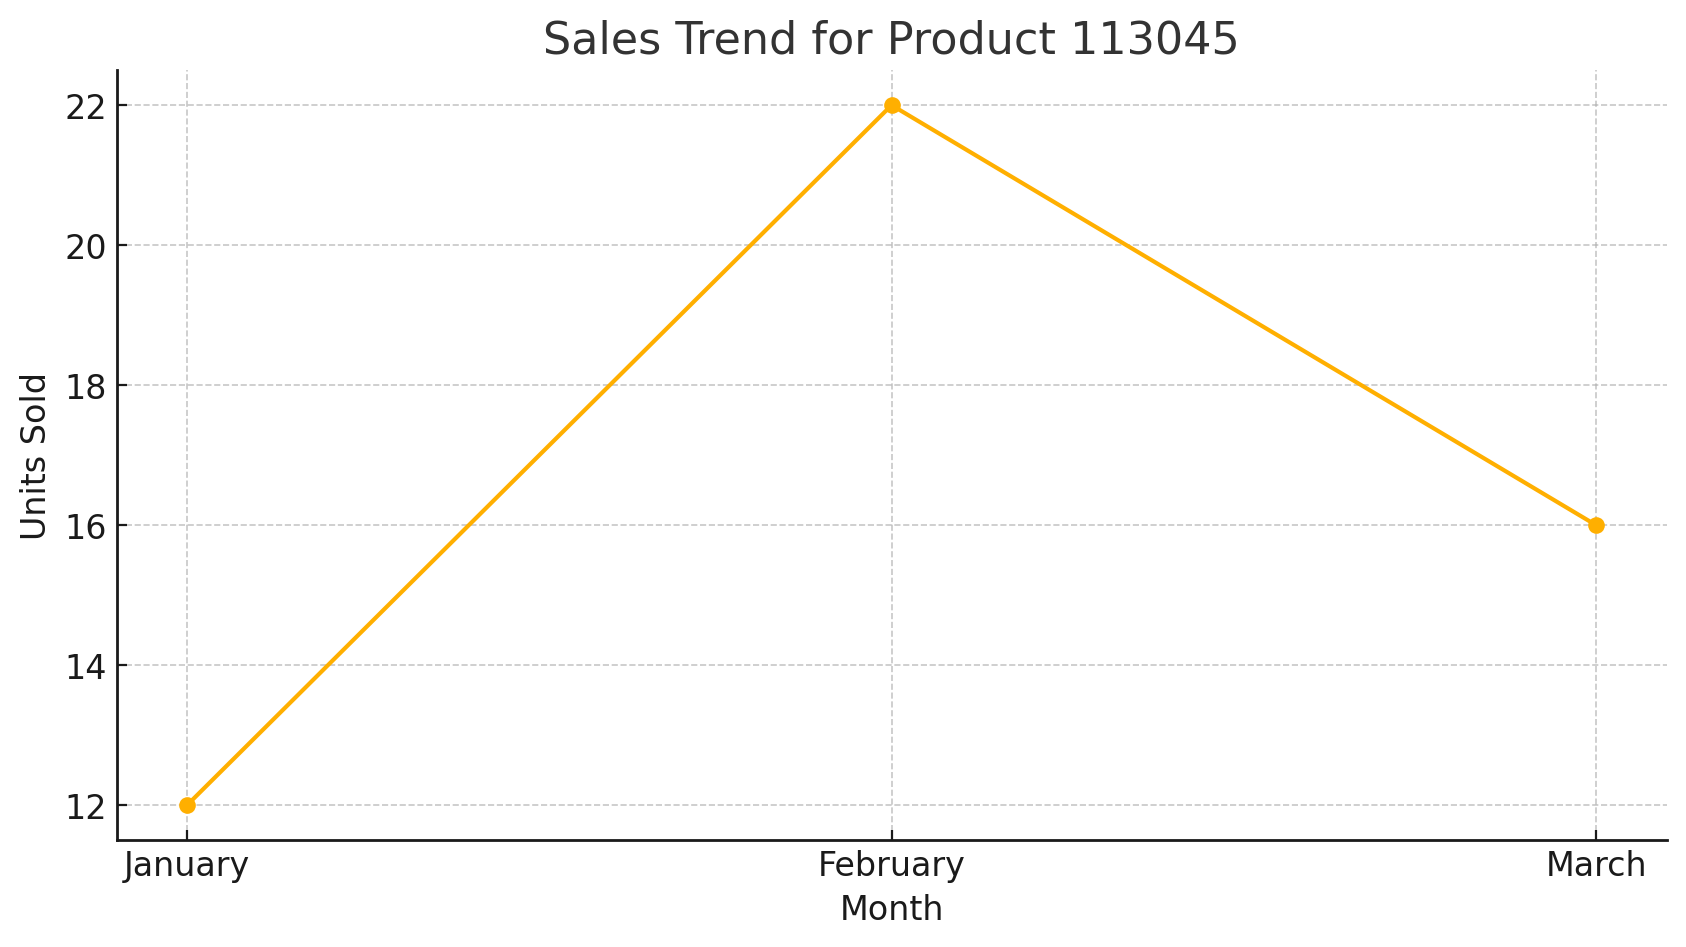 Sales Trend for Product 113045
Units Sold
22
20
18
16
14
12
January February March
Month